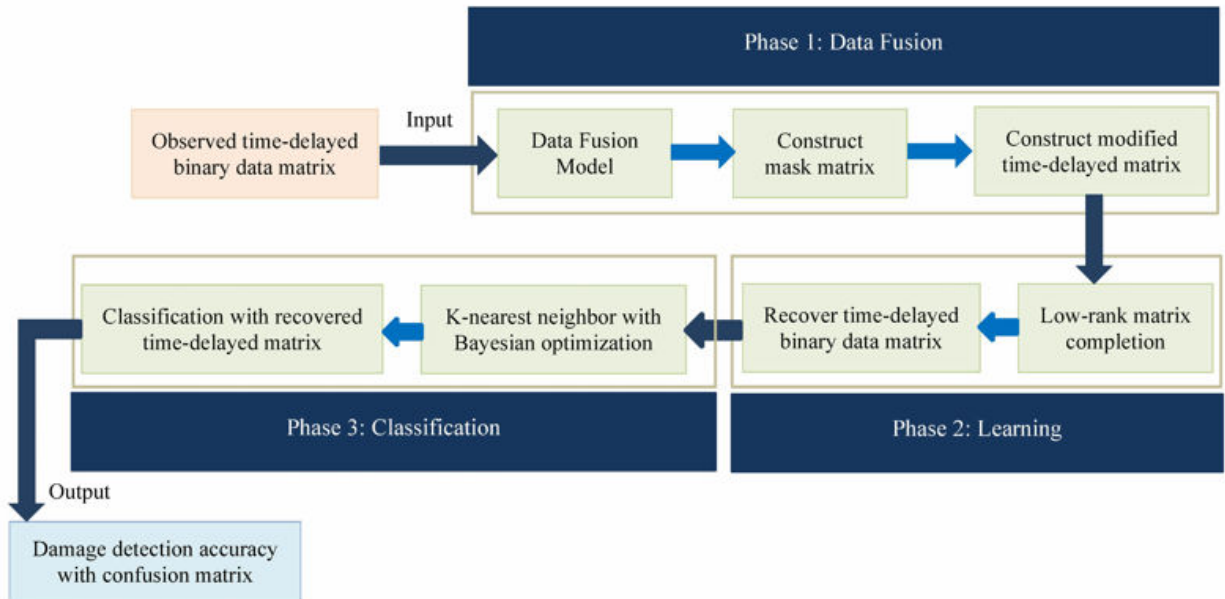 Phase 1: Data Fusion
Input
Observed time-delayed
binary data matrix
Data Fusion
Model
Construct
mask matrix
Construct modified
time-delayed matrix
Low-rank matrix
completion
Recover time-delayed
binary data matrix
Phase 2: Learning
K-nearest neighbor with
Bayesian optimization
Classification with recovered
time-delayed matrix
Phase 3: Classification
Output
Damage detection accuracy
with confusion matrix